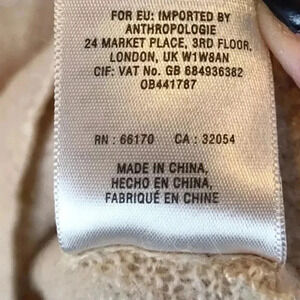 FOR EU: IMPORTED BY
ANTHROPOLOGIE
24 MARKET PLACE, 3RD FLOOR,
LONDON, UK W1W8AN
CIF: VAT No. GB 684936382
OB441787
RN : 66170 CA : 32054
MADE IN CHINA,
HECHO EN CHINA,
FABRIQUÉ EN CHINE